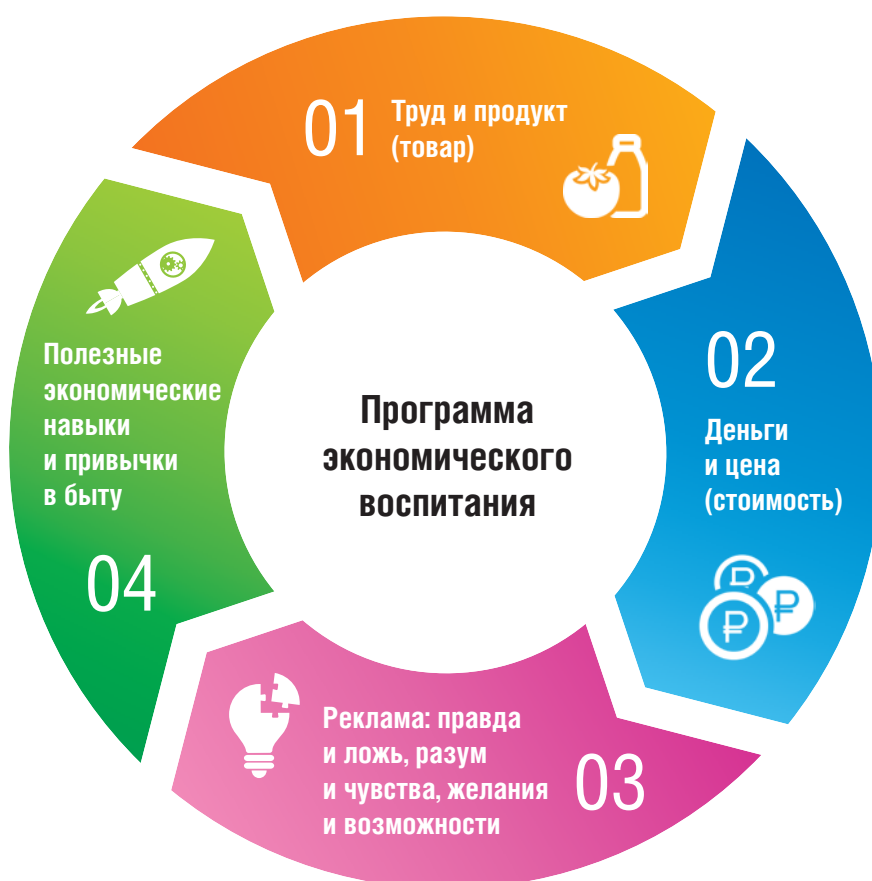 01
Труд и продукт
(товар)
02
Деньги
и цена
(стоимость)
Реклама: правда
и ложь, разум
и чувства, желания
и возможности
03
Полезные
экономические
навыки
и привычки
в быту
04
Программа
экономического
воспитания